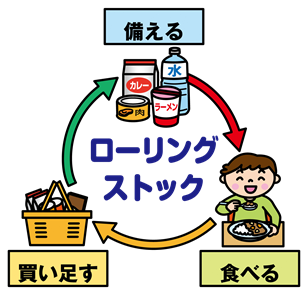 備える
カレー
水
ラーメン
肉
ローリング
ストック
買い足す
食べる